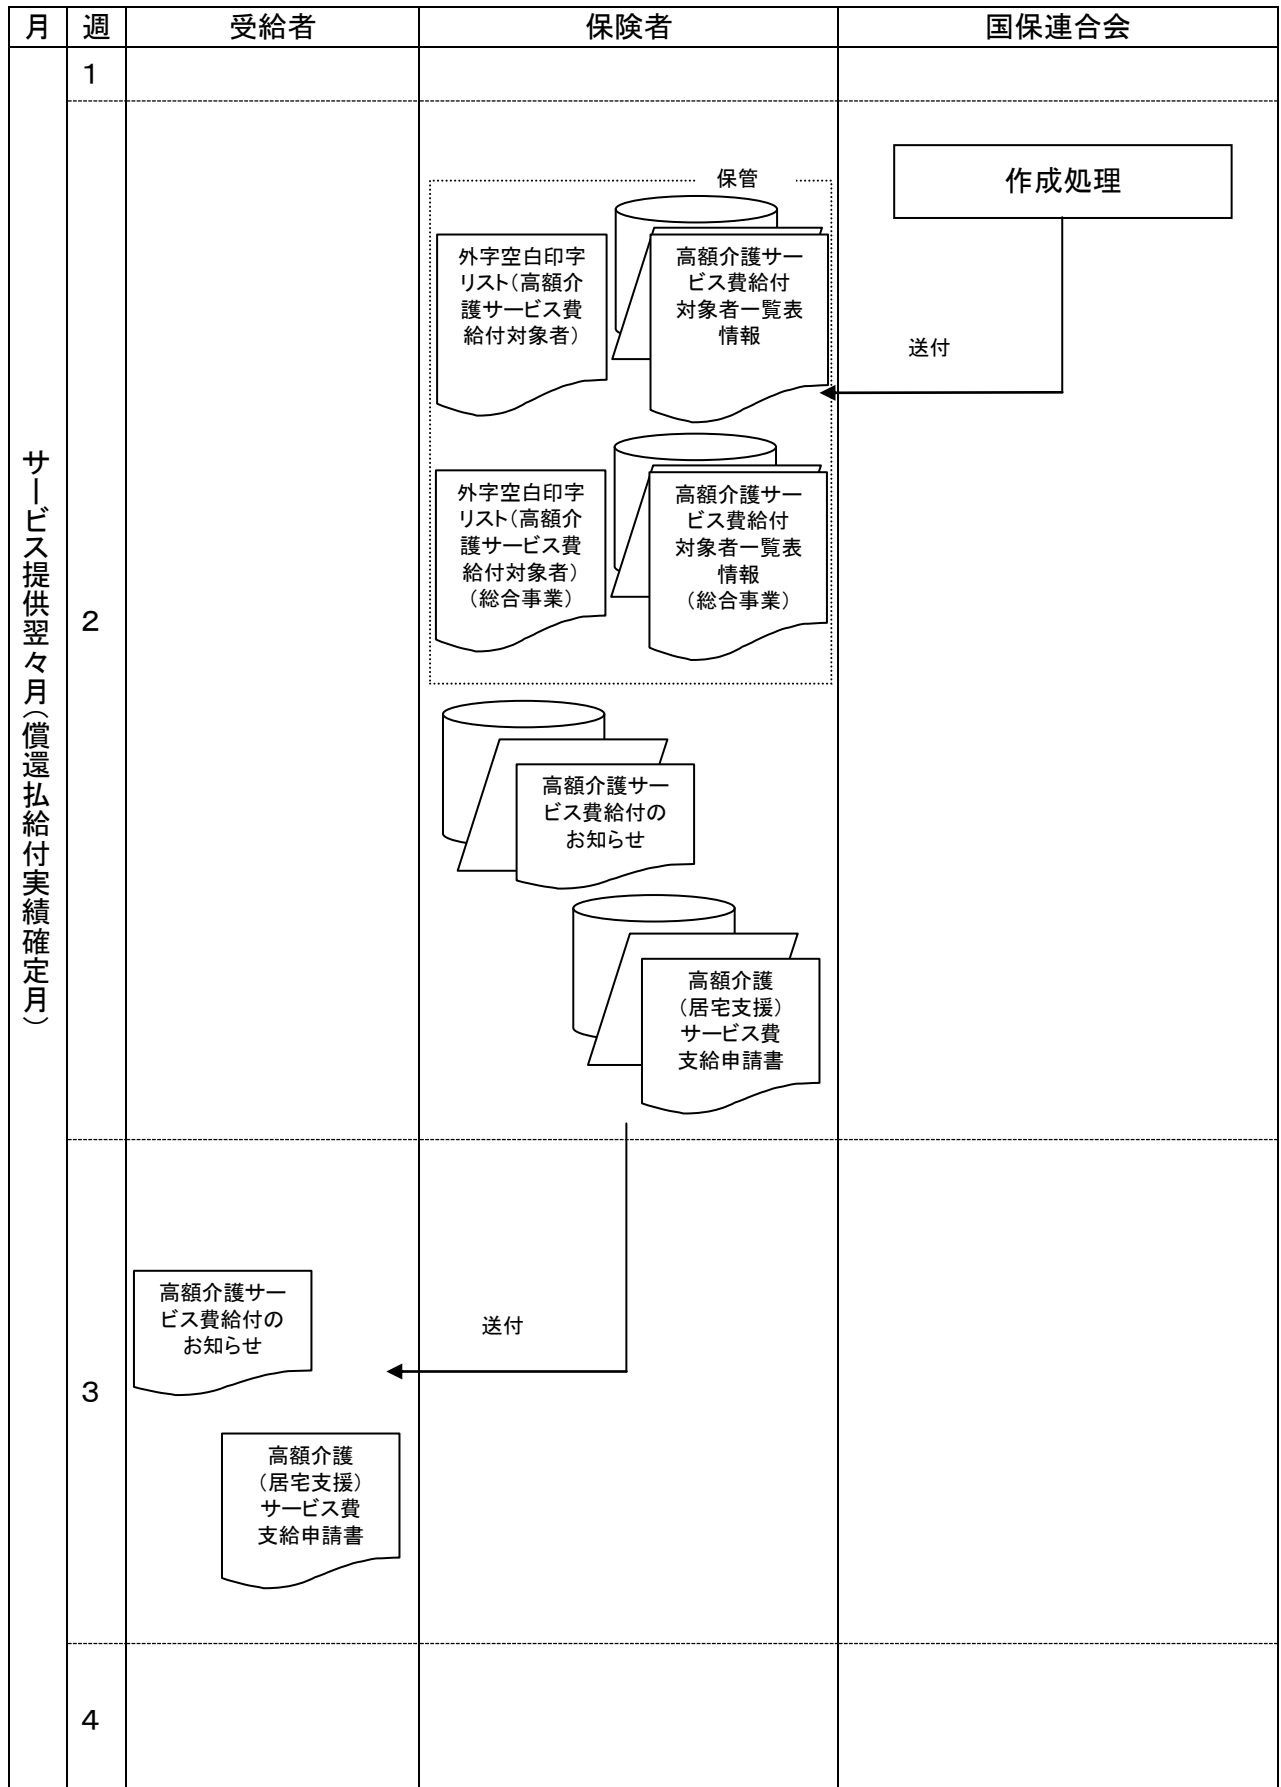 月 週 受給者 保険者 国保連合会
サービス提供翌々月（償還払給付実績確定月）
１
２
作成処理
保管
外字空白印字
リスト（高額介
護サービス費
給付対象者）
高額介護サー
ビス費給付
対象者一覧表
情報
送付
外字空白印字
リスト（高額介
護サービス費
給付対象者）
（総合事業）
高額介護サー
ビス費給付
対象者一覧表
情報
（総合事業）
高額介護サー
ビス費給付の
お知らせ
高額介護
（居宅支援）
サービス費
支給申請書
３
高額介護サー
ビス費給付の
お知らせ
送付
高額介護
（居宅支援）
サービス費
支給申請書
４